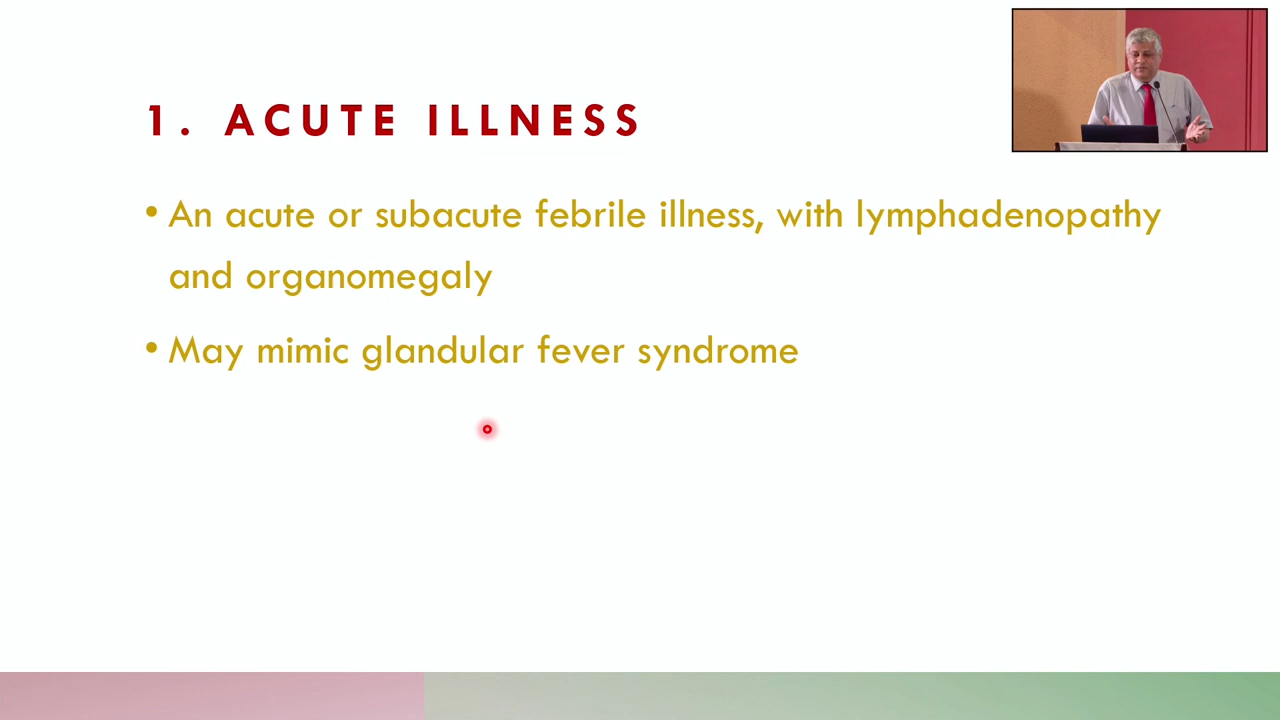 1. ACUTE ILLNESS
• An acute or subacute febrile illness, with lymphadenopathy
and organomegaly
• May mimic glandular fever syndrome